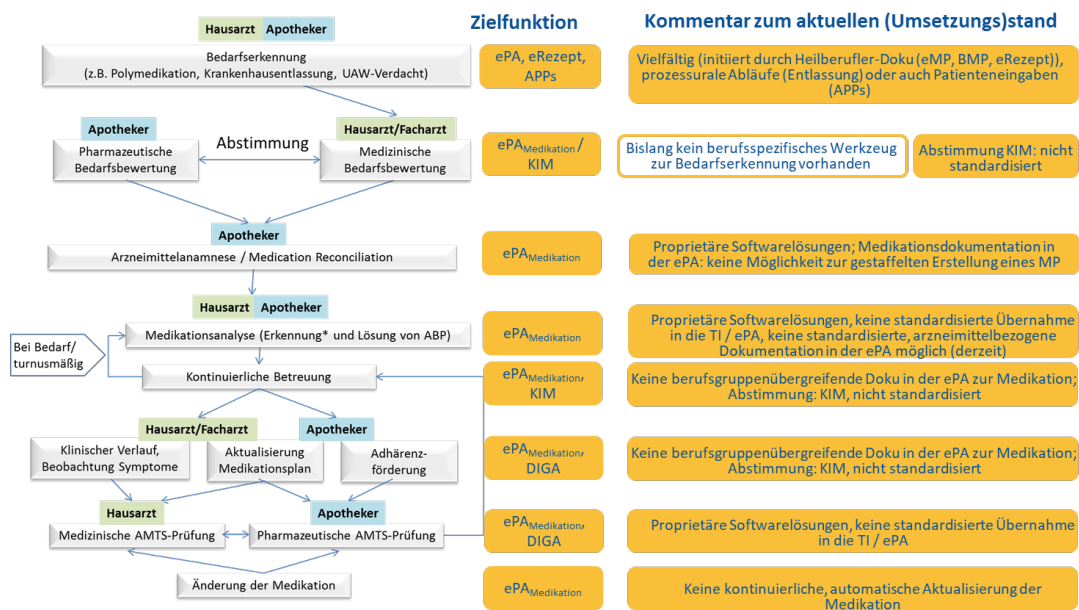 Zielfunktion
Kommentar zum aktuellen (Umsetzungs)stand
Hausarzt
Apotheker
Bedarfserkennung
(z.B. Polymedikation, Krankenhausentlassung, UAW-Verdacht)
ePA, eRezept,
APPs
Vielfältig (initiiert durch Heilberufler-Doku (eMP, BMP, eRezept)),
prozessurale Abläufe (Entlassung) oder auch Patienteneingaben
(APPs)
Apotheker
Pharmazeutische
Bedarfsbewertung
Abstimmung
Hausarzt/Facharzt
Medizinische
Bedarfsbewertung
ePAMedikation /
KIM
Bislang kein berufsspezifisches Werkzeug
zur Bedarfserkennung vorhanden
Abstimmung KIM: nicht
standardisiert
Apotheker
Arzneimittelanamnese / Medication Reconciliation
ePAMedikation
Proprietäre Softwarelösungen; Medikationsdokumentation in
der ePA: keine Möglichkeit zur gestaffelten Erstellung eines MP
Hausarzt
Apotheker
Medikationsanalyse (Erkennung* und Lösung von ABP)
ePAMedikation
Proprietäre Softwarelösungen, keine standardisierte Übernahme
in die TI / ePA, keine standardisierte, arzneimittelbezogene
Dokumentation in der ePA möglich (derzeit)
Bei Bedarf/
turnusmäßig
Kontinuierliche Betreuung
ePAMedikation,
KIM
Keine berufsgruppenübergreifende Doku in der ePA zur Medikation;
Abstimmung: KIM, nicht standardisiert
Hausarzt/Facharzt
Apotheker
Klinischer Verlauf,
Beobachtung Symptome
Aktualisierung
Medikationsplan
Adhärenz-
förderung
ePAMedikation,
DIGA
Keine berufsgruppenübergreifende Doku in der ePA zur Medikation;
Abstimmung: KIM, nicht standardisiert
Hausarzt
Apotheker
Medizinische AMTS-Prüfung
Pharmazeutische AMTS-Prüfung
ePAMedikation,
DIGA
Proprietäre Softwarelösungen, keine standardisierte Übernahme
in die TI / ePA
Änderung der Medikation
ePAMedikation
Keine kontinuierliche, automatische Aktualisierung der
Medikation